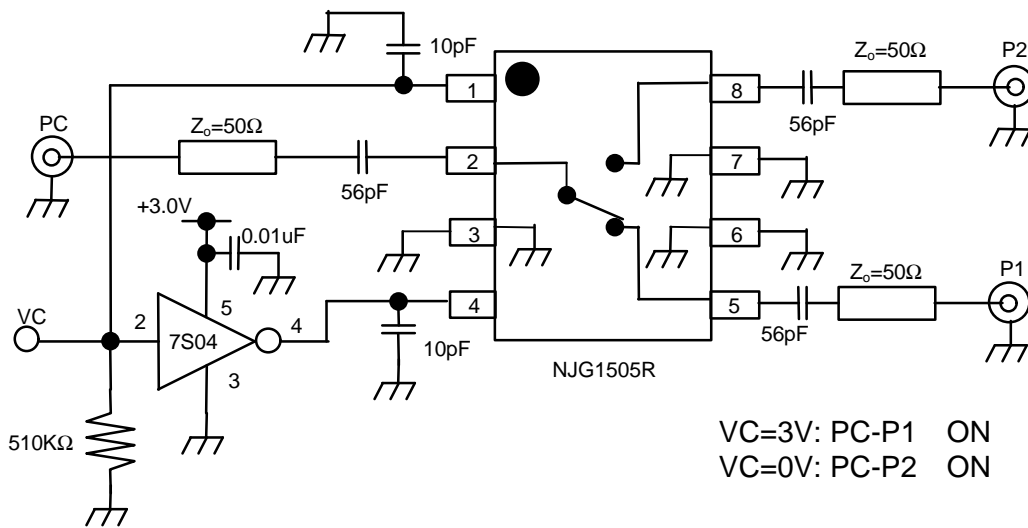 10pF
P2
1
8
Zₒ=50Ω
56pF
PC
Zₒ=50Ω
56pF
2
7
+3.0V
0.01uF
3
6
Zₒ=50Ω
P1
VC
2
5
7S04
4
3
4
10pF
5
56pF
NJG1505R
510KΩ
VC=3V: PC-P1 ON
VC=0V: PC-P2 ON